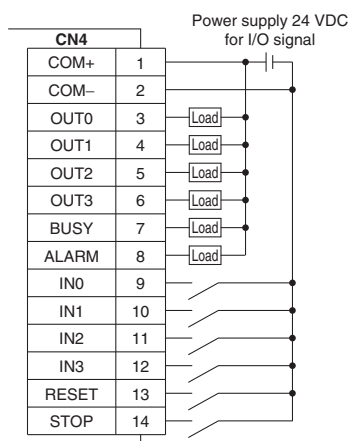 Power supply 24 VDC
for I/O signal
CN4
COM+ 1
COM– 2
OUT0 3 Load
OUT1 4 Load
OUT2 5 Load
OUT3 6 Load
BUSY 7 Load
ALARM 8 Load
IN0 9
IN1 10
IN2 11
IN3 12
RESET 13
STOP 14